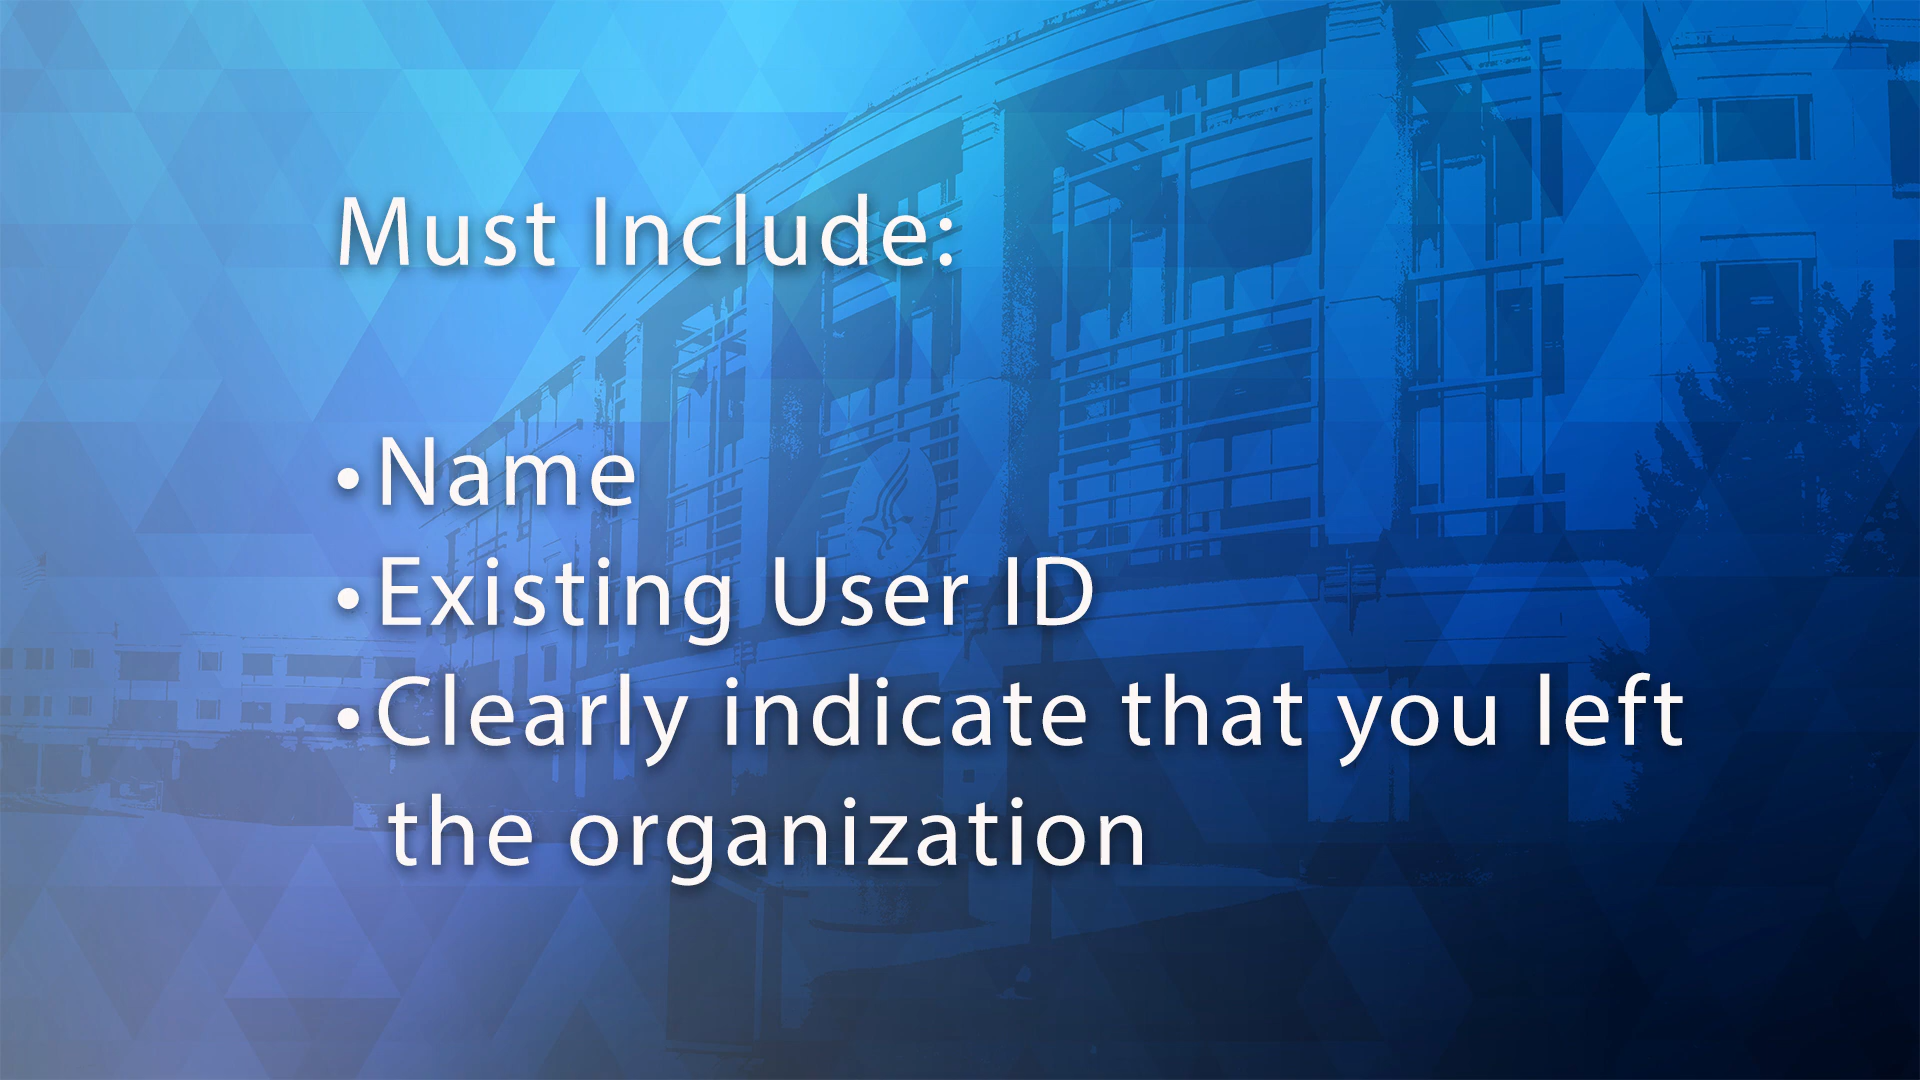 Must Include:
•Name
•Existing User ID
•Clearly indicate that you left
the organization